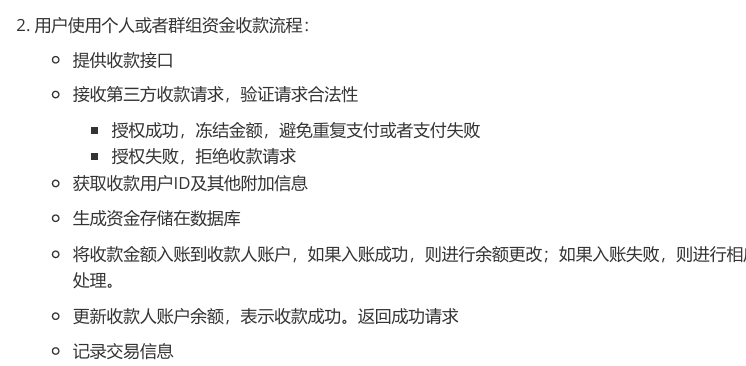 2. 用户使用个人或者群组资金收款流程：
提供收款接口
接收第三方收款请求，验证请求合法性
授权成功，冻结金额，避免重复支付或者支付失败
授权失败，拒绝收款请求
获取收款用户ID及其他附加信息
生成资金存储在数据库
将收款金额入账到收款人账户，如果入账成功，则进行余额更改；如果入账失败，则进行相
处理。
更新收款人账户余额，表示收款成功。返回成功请求
记录交易信息